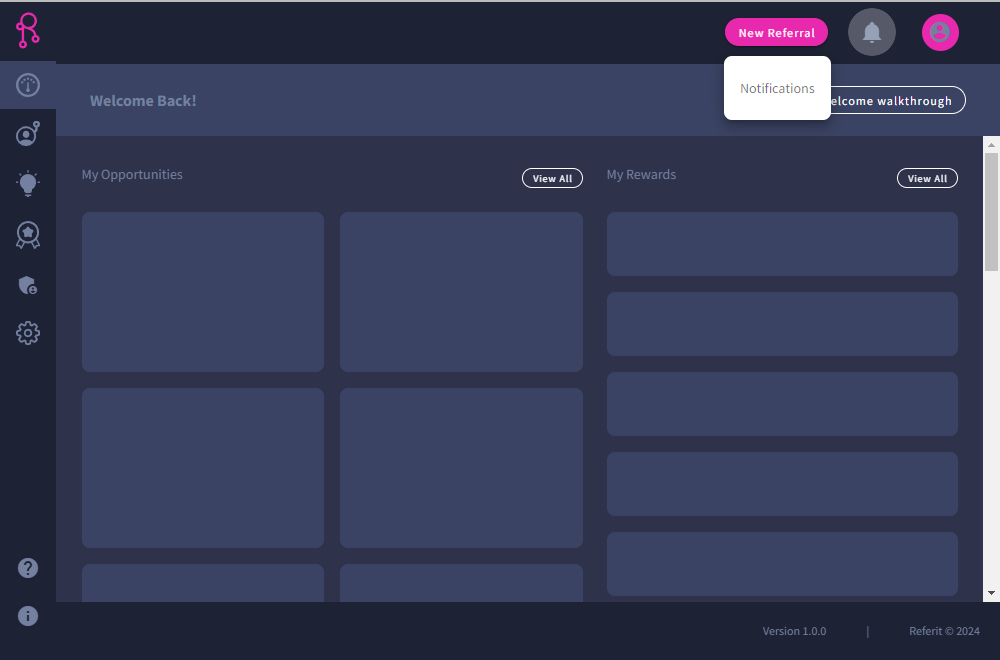 New Referral
Notifications
Welcome Back!
elcome walkthrough
My Opportunities
View All
My Rewards
View All
Version 1.0.0 | Referit © 2024